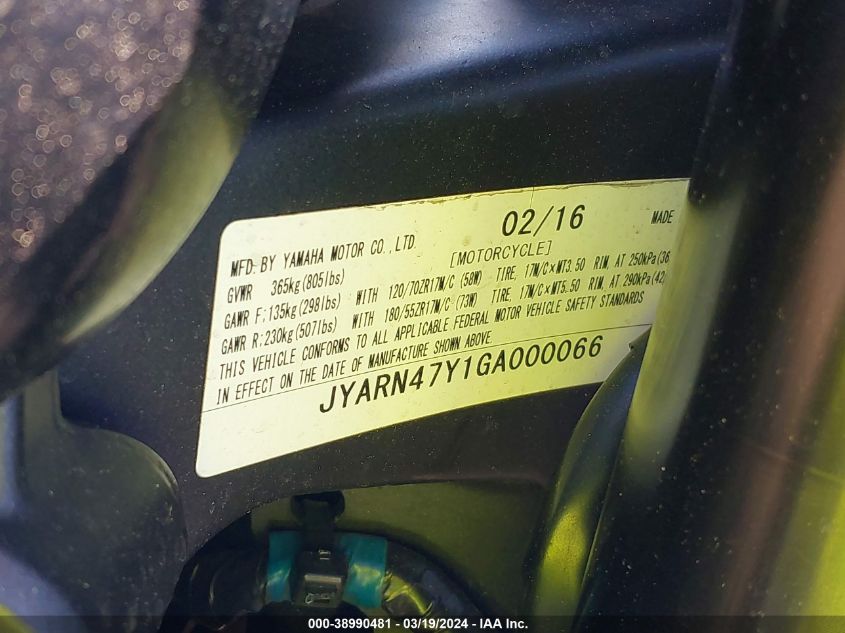 02/16 MADE
MFD. BY YAMAHA MOTOR CO., LTD. [MOTORCYCLE]
GVWR 365kg(805lbs)
GAWR F:135kg(298lbs) WITH 120/70ZR17M/C (58W) TIRE, 17M/C×MT3.50 RIM, AT 250kPa(36
GAWR R:230kg(507lbs) WITH 180/55ZR17M/C (73W) TIRE, 17M/C×MT5.50 RIM, AT 290kPa(42
THIS VEHICLE CONFORMS TO ALL APPLICABLE FEDERAL MOTOR VEHICLE SAFETY STANDARDS
IN EFFECT ON THE DATE OF MANUFACTURE SHOWN ABOVE.
JYARN47Y1GA000066
000-38990481 - 03/19/2024 - IAA Inc.